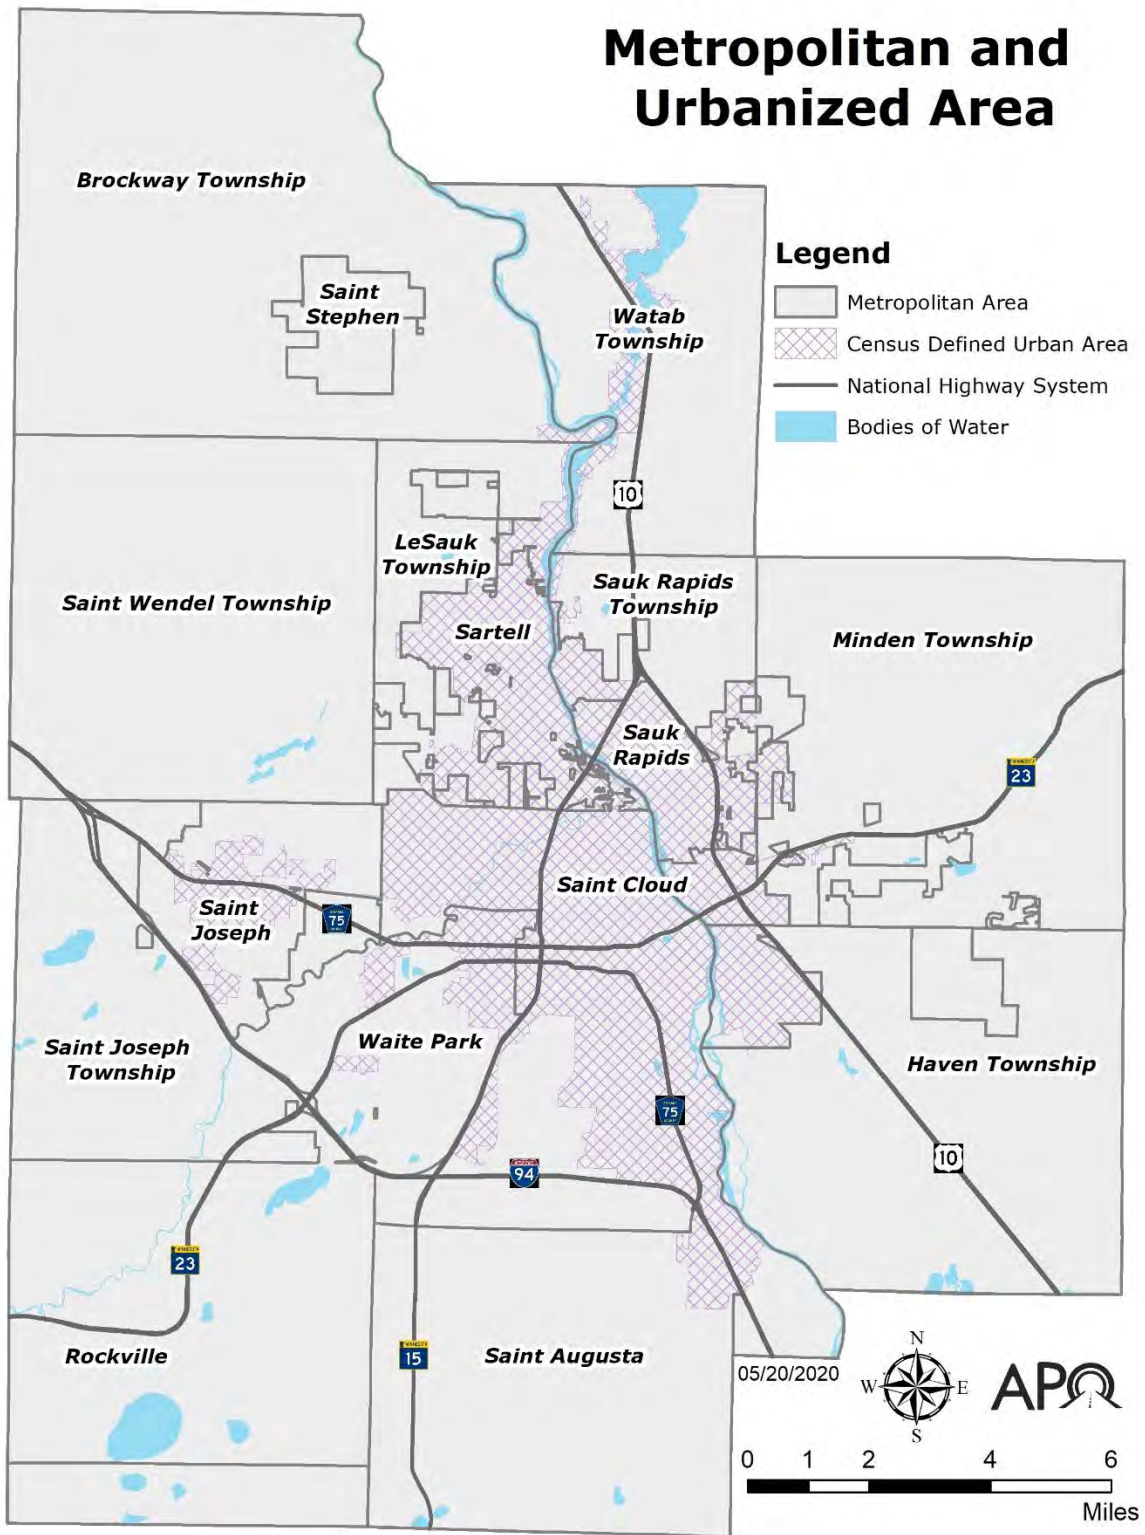 Metropolitan and
Urbanized Area
Brockway Township
Saint
Stephen
Watab
Township
Legend
Metropolitan Area
Census Defined Urban Area
National Highway System
Bodies of Water
10
LeSauk
Township
Sauk Rapids
Township
Saint Wendel Township
Sartell
Minden Township
Sauk
Rapids
23
Saint Cloud
Saint
Joseph
75
Saint Joseph
Township
Waite Park
Haven Township
75
10
94
23
Rockville
15
Saint Augusta
05/20/2020
N
W
E
S
APO
0 1 2 4 6
Miles